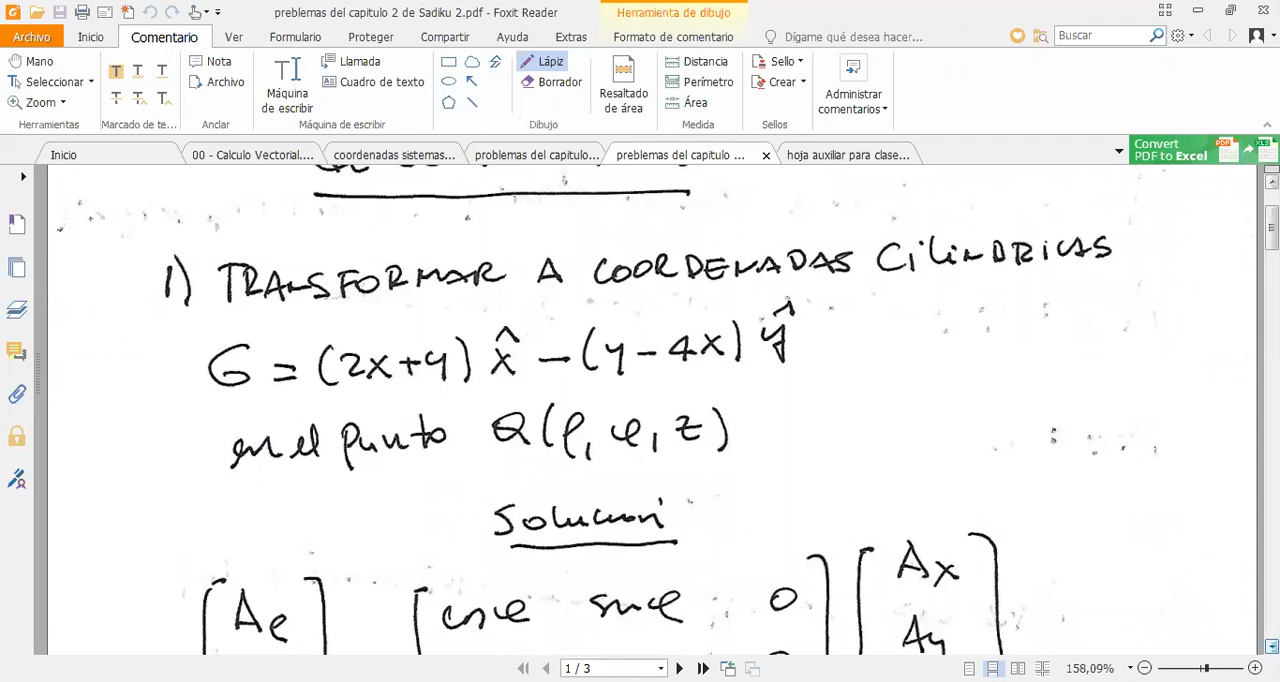 preblemas del capitulo 2 de Sadiku 2.pdf - Foxit Reader
Herramienta de dibujo
Archivo Inicio Comentario Ver Formulario Proteger Compartir Ayuda Extras Formato de comentario Dígame qué desea hacer... Buscar
Mano
Seleccionar
Zoom
Herramientas
T T T
T T T
Marcado de te...
Nota
Archivo
Anclar
Máquina de escribir
Llamada
Cuadro de texto
Máquina de escribir
Lápiz
Borrador
Dibujo
Resaltado de área
Distancia
Perímetro
Área
Medida
Sello
Crear
Sellos
Administrar comentarios
Inicio 00 - Calculo Vectorial.... coordenadas sistemas... problemas del capitulo... preblemas del capitulo ... hoja auxiliar para clase...
Convert
PDF to Excel
1) TRANSFORMAR A COORDENADAS CiLiNDRiCAS
G = (2x+y) x̂ - (y - 4x) ŷ
en el punto Q(ρ, φ, z)
Solucion
[Aρ] [cosφ senφ 0] [Ax
Ay
1 / 3
158,09%